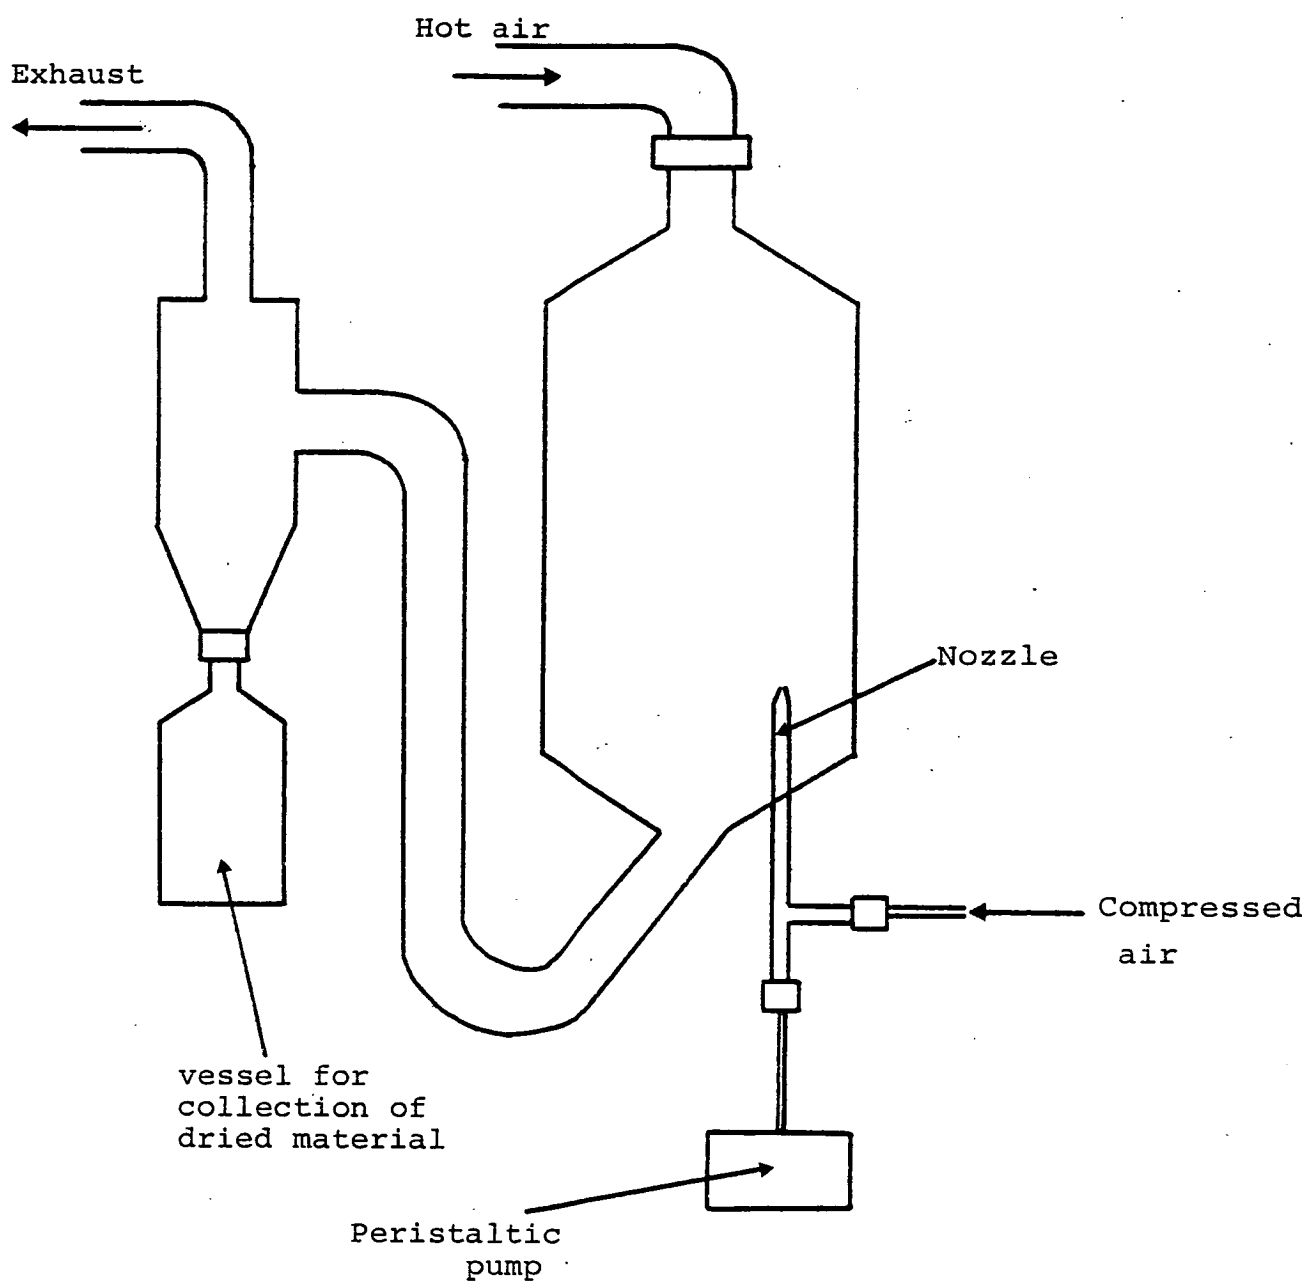 Hot air
Exhaust
Nozzle
Compressed
air
vessel for
collection of
dried material
Peristaltic
pump